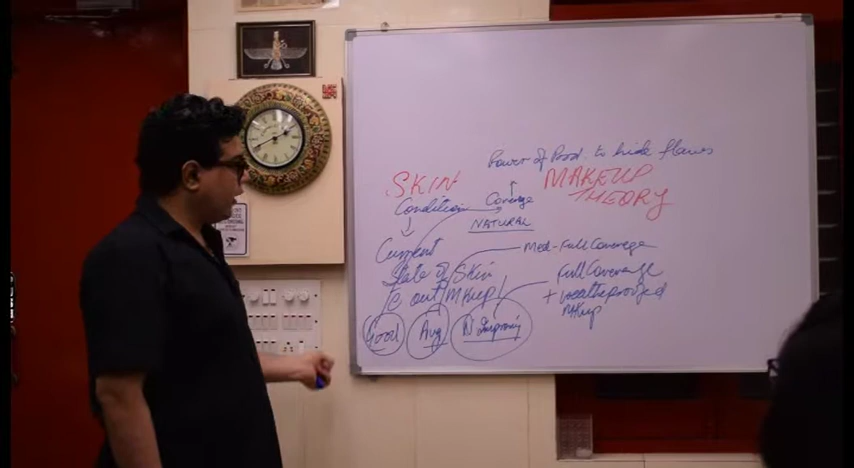 Power of Prod. to hide flaws
SKIN
MAKEUP
THEORY
Condition
Coverage
NATURAL
Current
State of Skin
Med-Full Coverage
Full Coverage
+ weatherproofed
MKup
Good
Avg